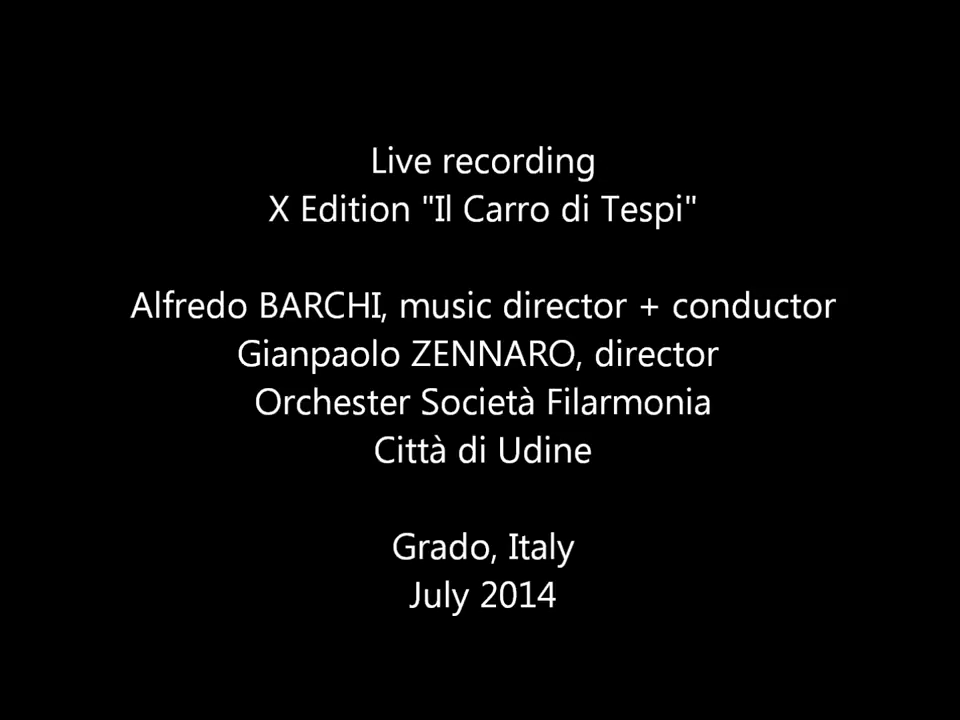 Live recording
X Edition "Il Carro di Tespi"
Alfredo BARCHI, music director + conductor
Gianpaolo ZENNARO, director
Orchester Società Filarmonia
Città di Udine
Grado, Italy
July 2014